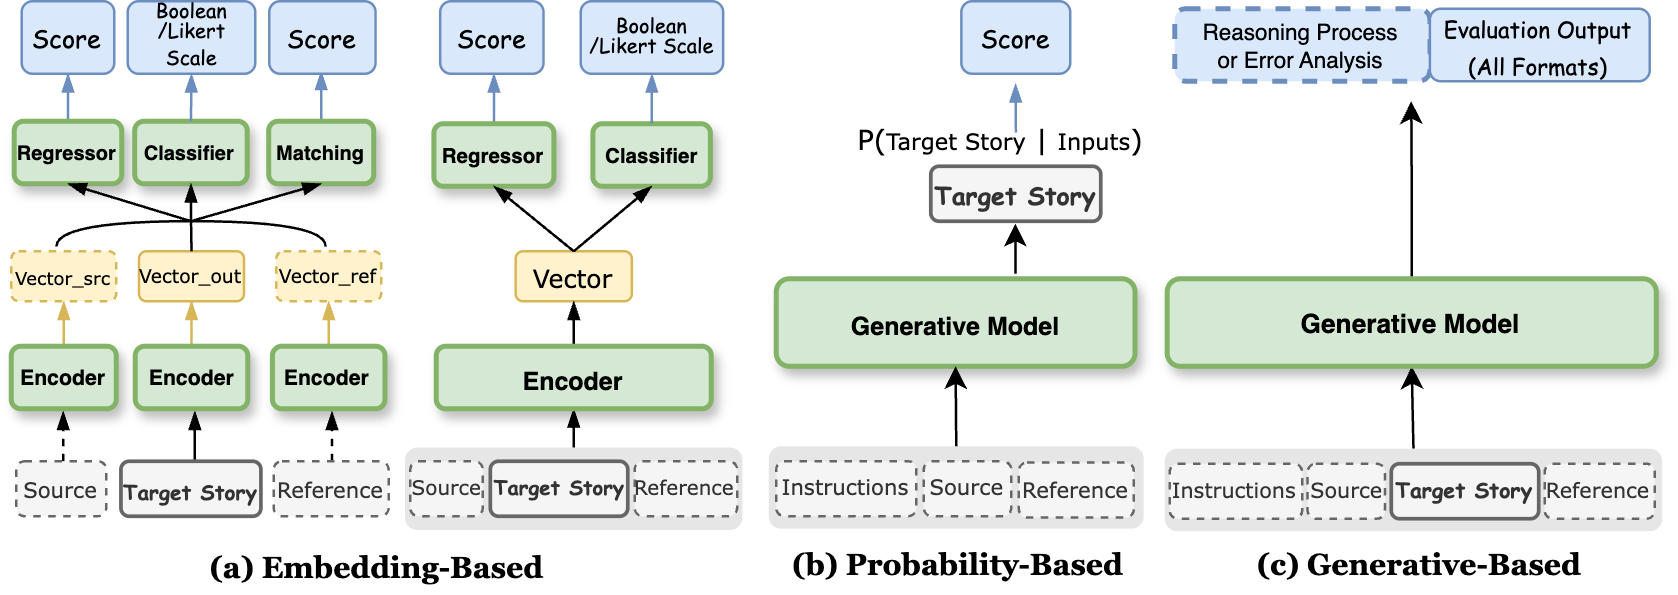 Score
Boolean
/Likert
Scale
Score
Regressor
Classifier
Matching
Vector_src
Vector_out
Vector_ref
Encoder
Encoder
Encoder
Source
Target Story
Reference
Score
Boolean
/Likert Scale
Regressor
Classifier
Vector
Encoder
Source
Target Story
Reference
(a) Embedding-Based
Score
P(Target Story | Inputs)
Target Story
Generative Model
Instructions
Source
Reference
(b) Probability-Based
Reasoning Process
or Error Analysis
Evaluation Output
(All Formats)
Generative Model
Instructions
Source
Target Story
Reference
(c) Generative-Based